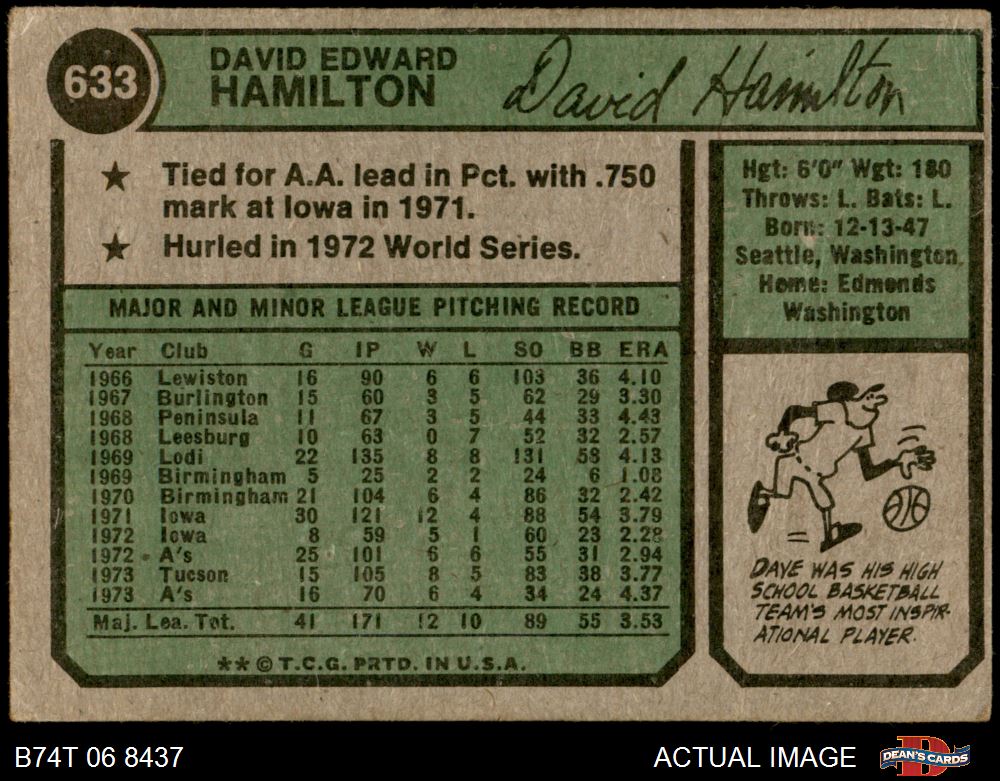 633
DAVID EDWARD
HAMILTON
David Hamilton
★ Tied for A.A. lead in Pct. with .750
mark at Iowa in 1971.
★ Hurled in 1972 World Series.
Hgt: 6'0" Wgt: 180
Throws: L. Bats: L.
Born: 12-13-47
Seattle, Washington
Home: Edmonds
Washington
MAJOR AND MINOR LEAGUE PITCHING RECORD
Year Club G IP W L SO BB ERA
1966 Lewiston 16 90 6 6 103 36 4.10
1967 Burlington 15 60 3 5 62 29 3.30
1968 Peninsula 11 67 3 5 44 33 4.43
1968 Leesburg 10 63 0 7 52 32 2.57
1969 Lodi 22 135 8 8 131 58 4.13
1969 Birmingham 5 25 2 2 24 6 1.08
1970 Birmingham 21 104 6 4 86 32 2.42
1971 Iowa 30 121 12 4 88 54 3.79
1972 Iowa 8 59 5 1 60 23 2.28
1972 A's 25 101 6 6 55 31 2.94
1973 Tucson 15 105 8 5 83 38 3.77
1973 A's 16 70 6 4 34 24 4.37
Maj. Lea. Tot. 41 171 12 10 89 55 3.53
** © T.C.G. PRTD. IN U.S.A.
DAVE WAS HIS HIGH
SCHOOL BASKETBALL
TEAM'S MOST INSPIR-
ATIONAL PLAYER.
B74T 06 8437
ACTUAL IMAGE
DEAN'S CARDS